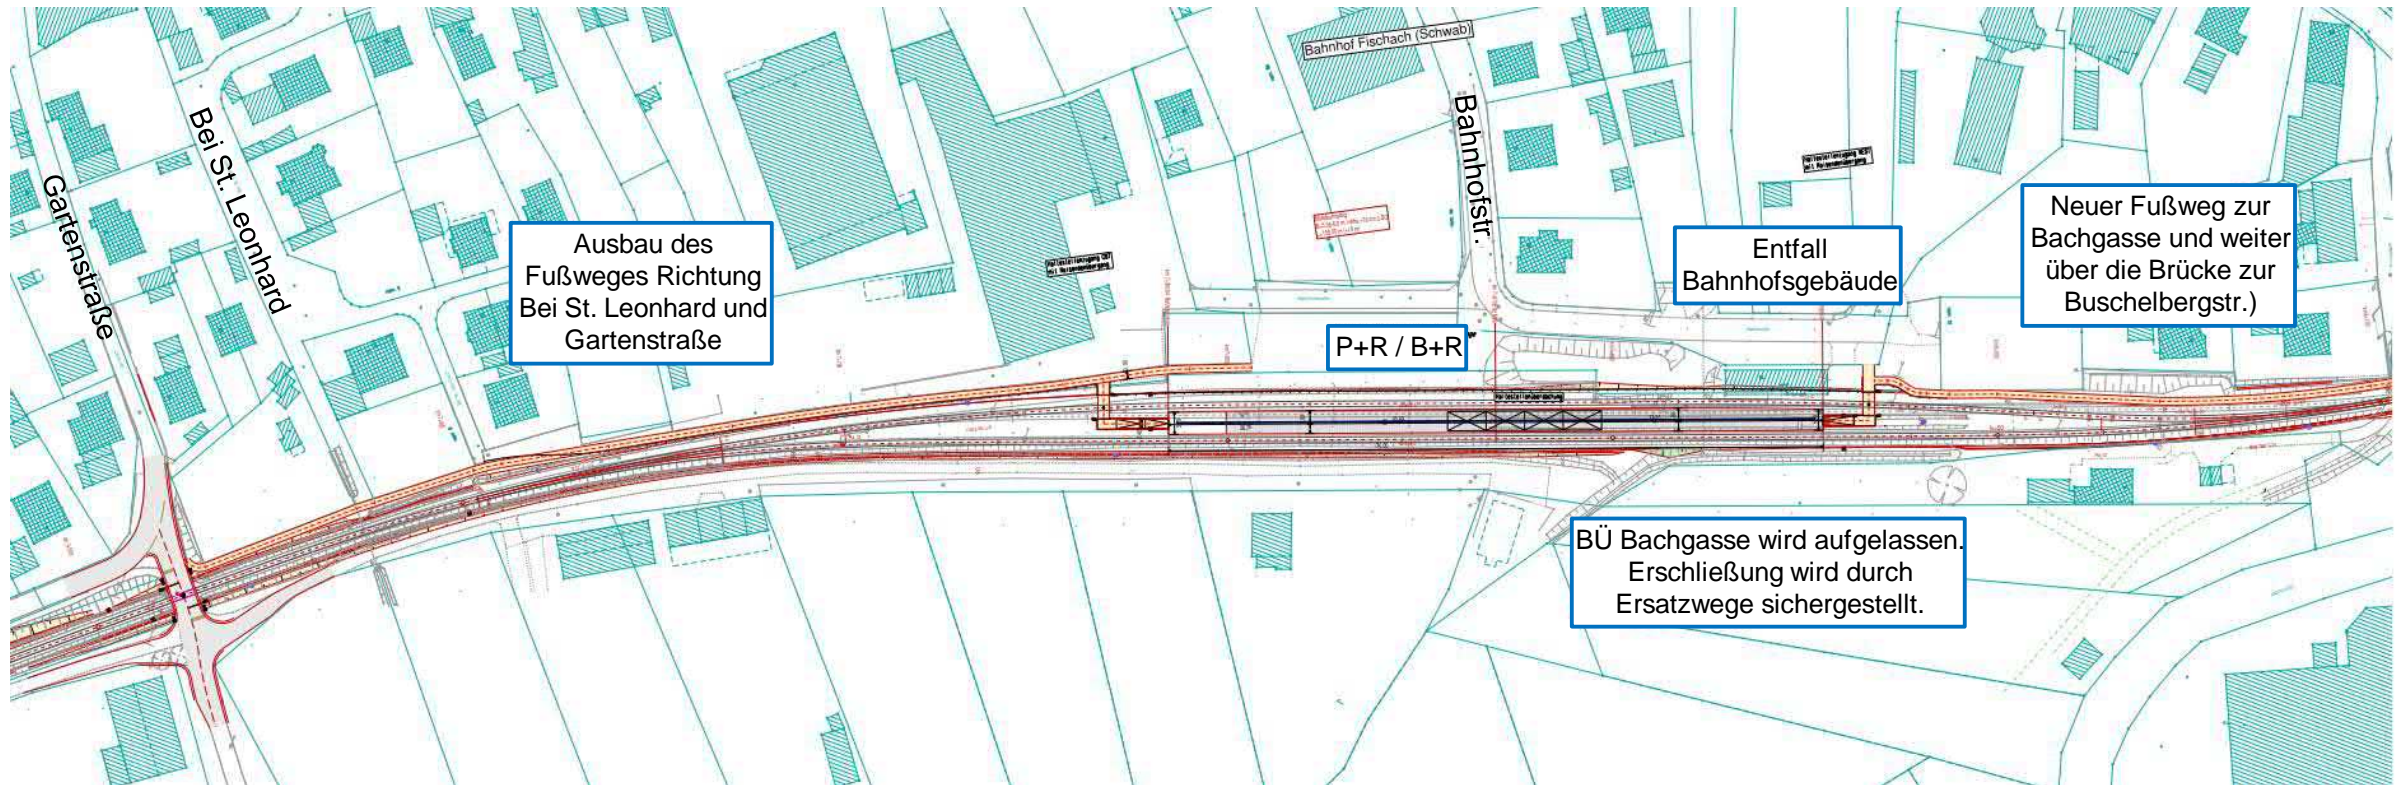 Bahnhof Fischach (Schwab)
Gartenstraße
Bei St. Leonhard
Bahnhofstr.
Ausbau des
Fußweges Richtung
Bei St. Leonhard und
Gartenstraße
P+R / B+R
Entfall
Bahnhofsgebäude
Neuer Fußweg zur
Bachgasse und weiter
über die Brücke zur
Buschelbergstr.)
BÜ Bachgasse wird aufgelassen.
Erschließung wird durch
Ersatzwege sichergestellt.